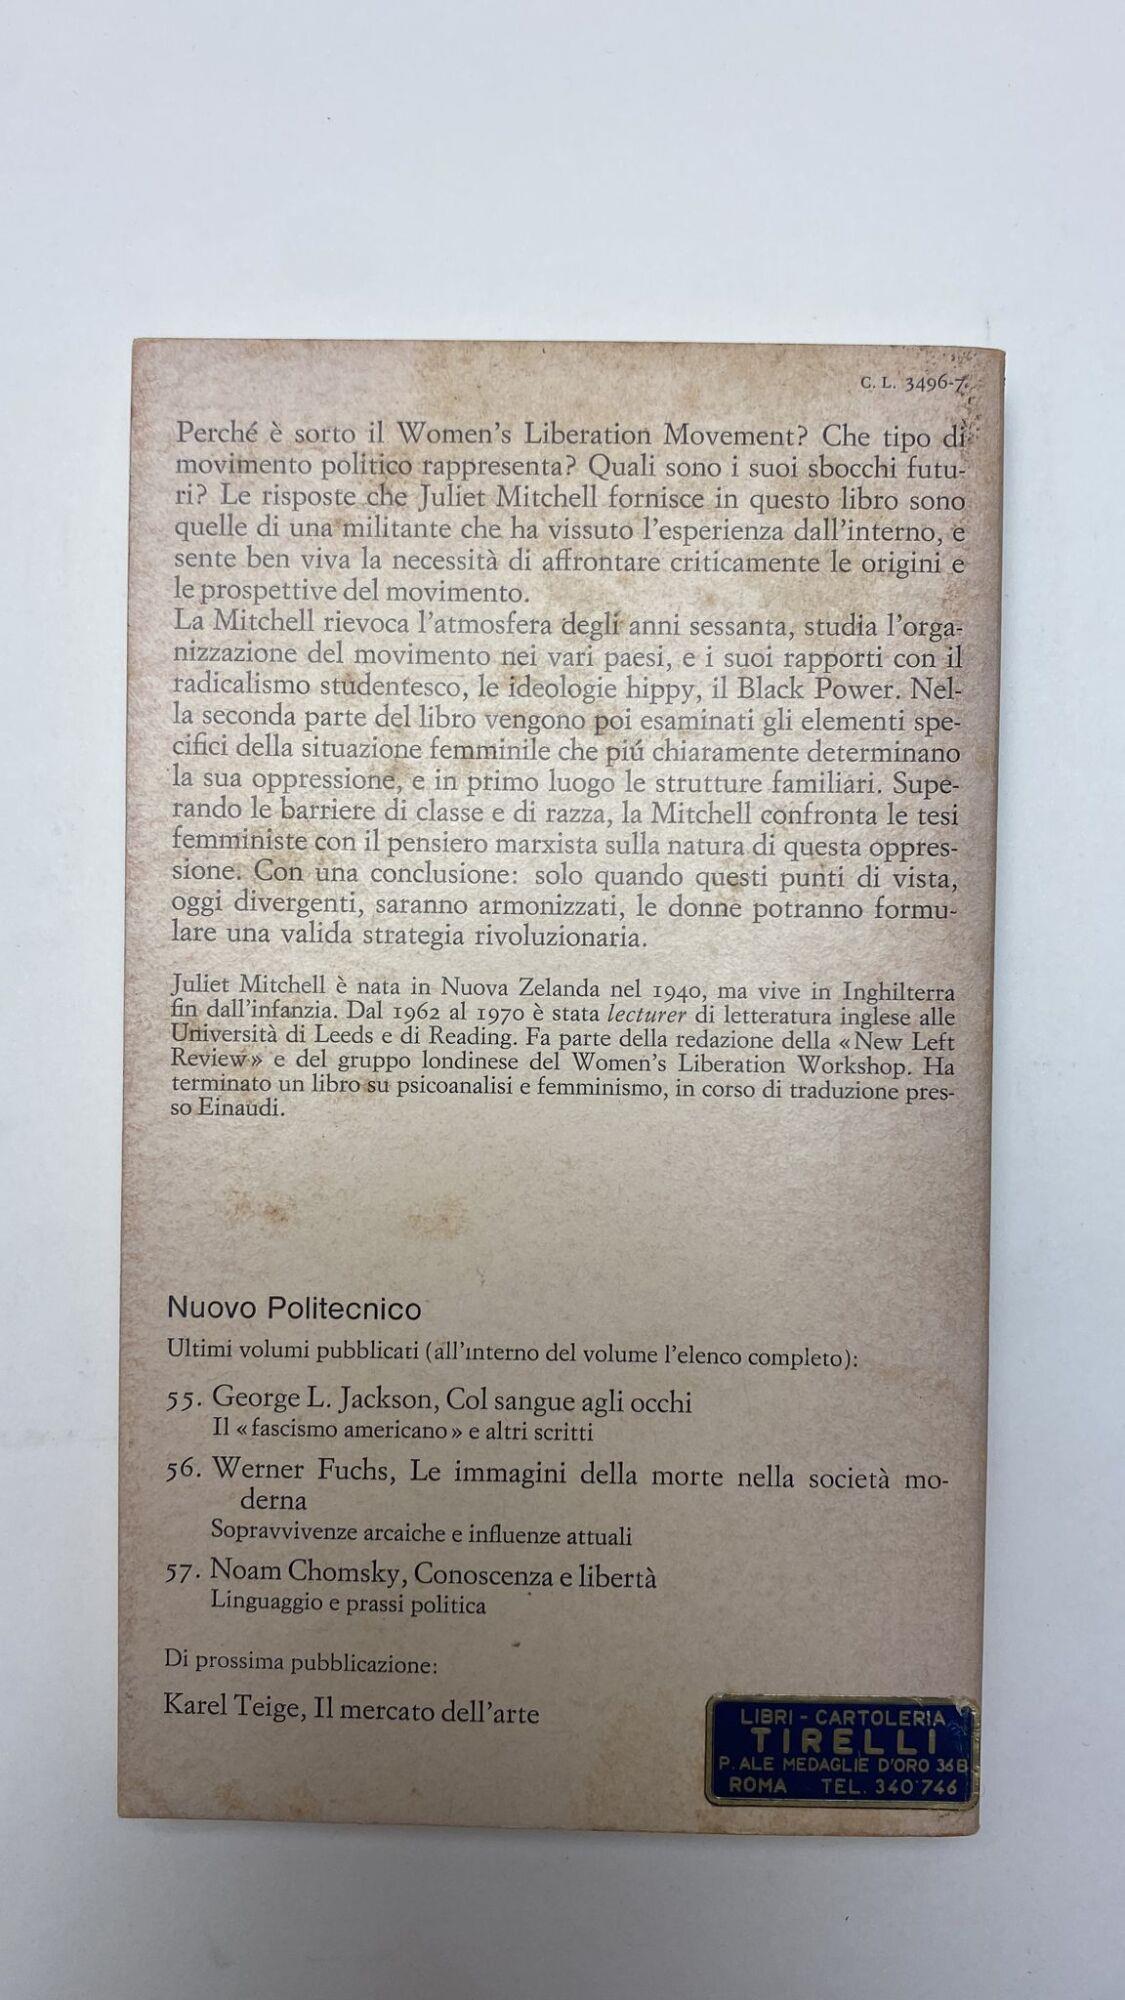 C. L. 3496-7
Perché è sorto il Women's Liberation Movement? Che tipo di
movimento politico rappresenta? Quali sono i suoi sbocchi futu-
ri? Le risposte che Juliet Mitchell fornisce in questo libro sono
quelle di una militante che ha vissuto l'esperienza dall'interno, e
sente ben viva la necessità di affrontare criticamente le origini e
le prospettive del movimento.
La Mitchell rievoca l'atmosfera degli anni sessanta, studia l'orga-
nizzazione del movimento nei vari paesi, e i suoi rapporti con il
radicalismo studentesco, le ideologie hippy, il Black Power. Nel-
la seconda parte del libro vengono poi esaminati gli elementi spe-
cifici della situazione femminile che piú chiaramente determinano
la sua oppressione, e in primo luogo le strutture familiari. Supe-
rando le barriere di classe e di razza, la Mitchell confronta le tesi
femministe con il pensiero marxista sulla natura di questa oppres-
sione. Con una conclusione: solo quando questi punti di vista,
oggi divergenti, saranno armonizzati, le donne potranno formu-
lare una valida strategia rivoluzionaria.
Juliet Mitchell è nata in Nuova Zelanda nel 1940, ma vive in Inghilterra
fin dall'infanzia. Dal 1962 al 1970 è stata lecturer di letteratura inglese alle
Università di Leeds e di Reading. Fa parte della redazione della «New Left
Review» e del gruppo londinese del Women's Liberation Workshop. Ha
terminato un libro su psicoanalisi e femminismo, in corso di traduzione pres-
so Einaudi.
Nuovo Politecnico
Ultimi volumi pubblicati (all'interno del volume l'elenco completo):
55. George L. Jackson, Col sangue agli occhi
Il «fascismo americano» e altri scritti
56. Werner Fuchs, Le immagini della morte nella società mo-
derna
Sopravvivenze arcaiche e influenze attuali
57. Noam Chomsky, Conoscenza e libertà
Linguaggio e prassi politica
Di prossima pubblicazione:
Karel Teige, Il mercato dell'arte
LIBRI - CARTOLERIA
TIRELLI
P. ALE MEDAGLIE D'ORO 36B
ROMA TEL. 340 746